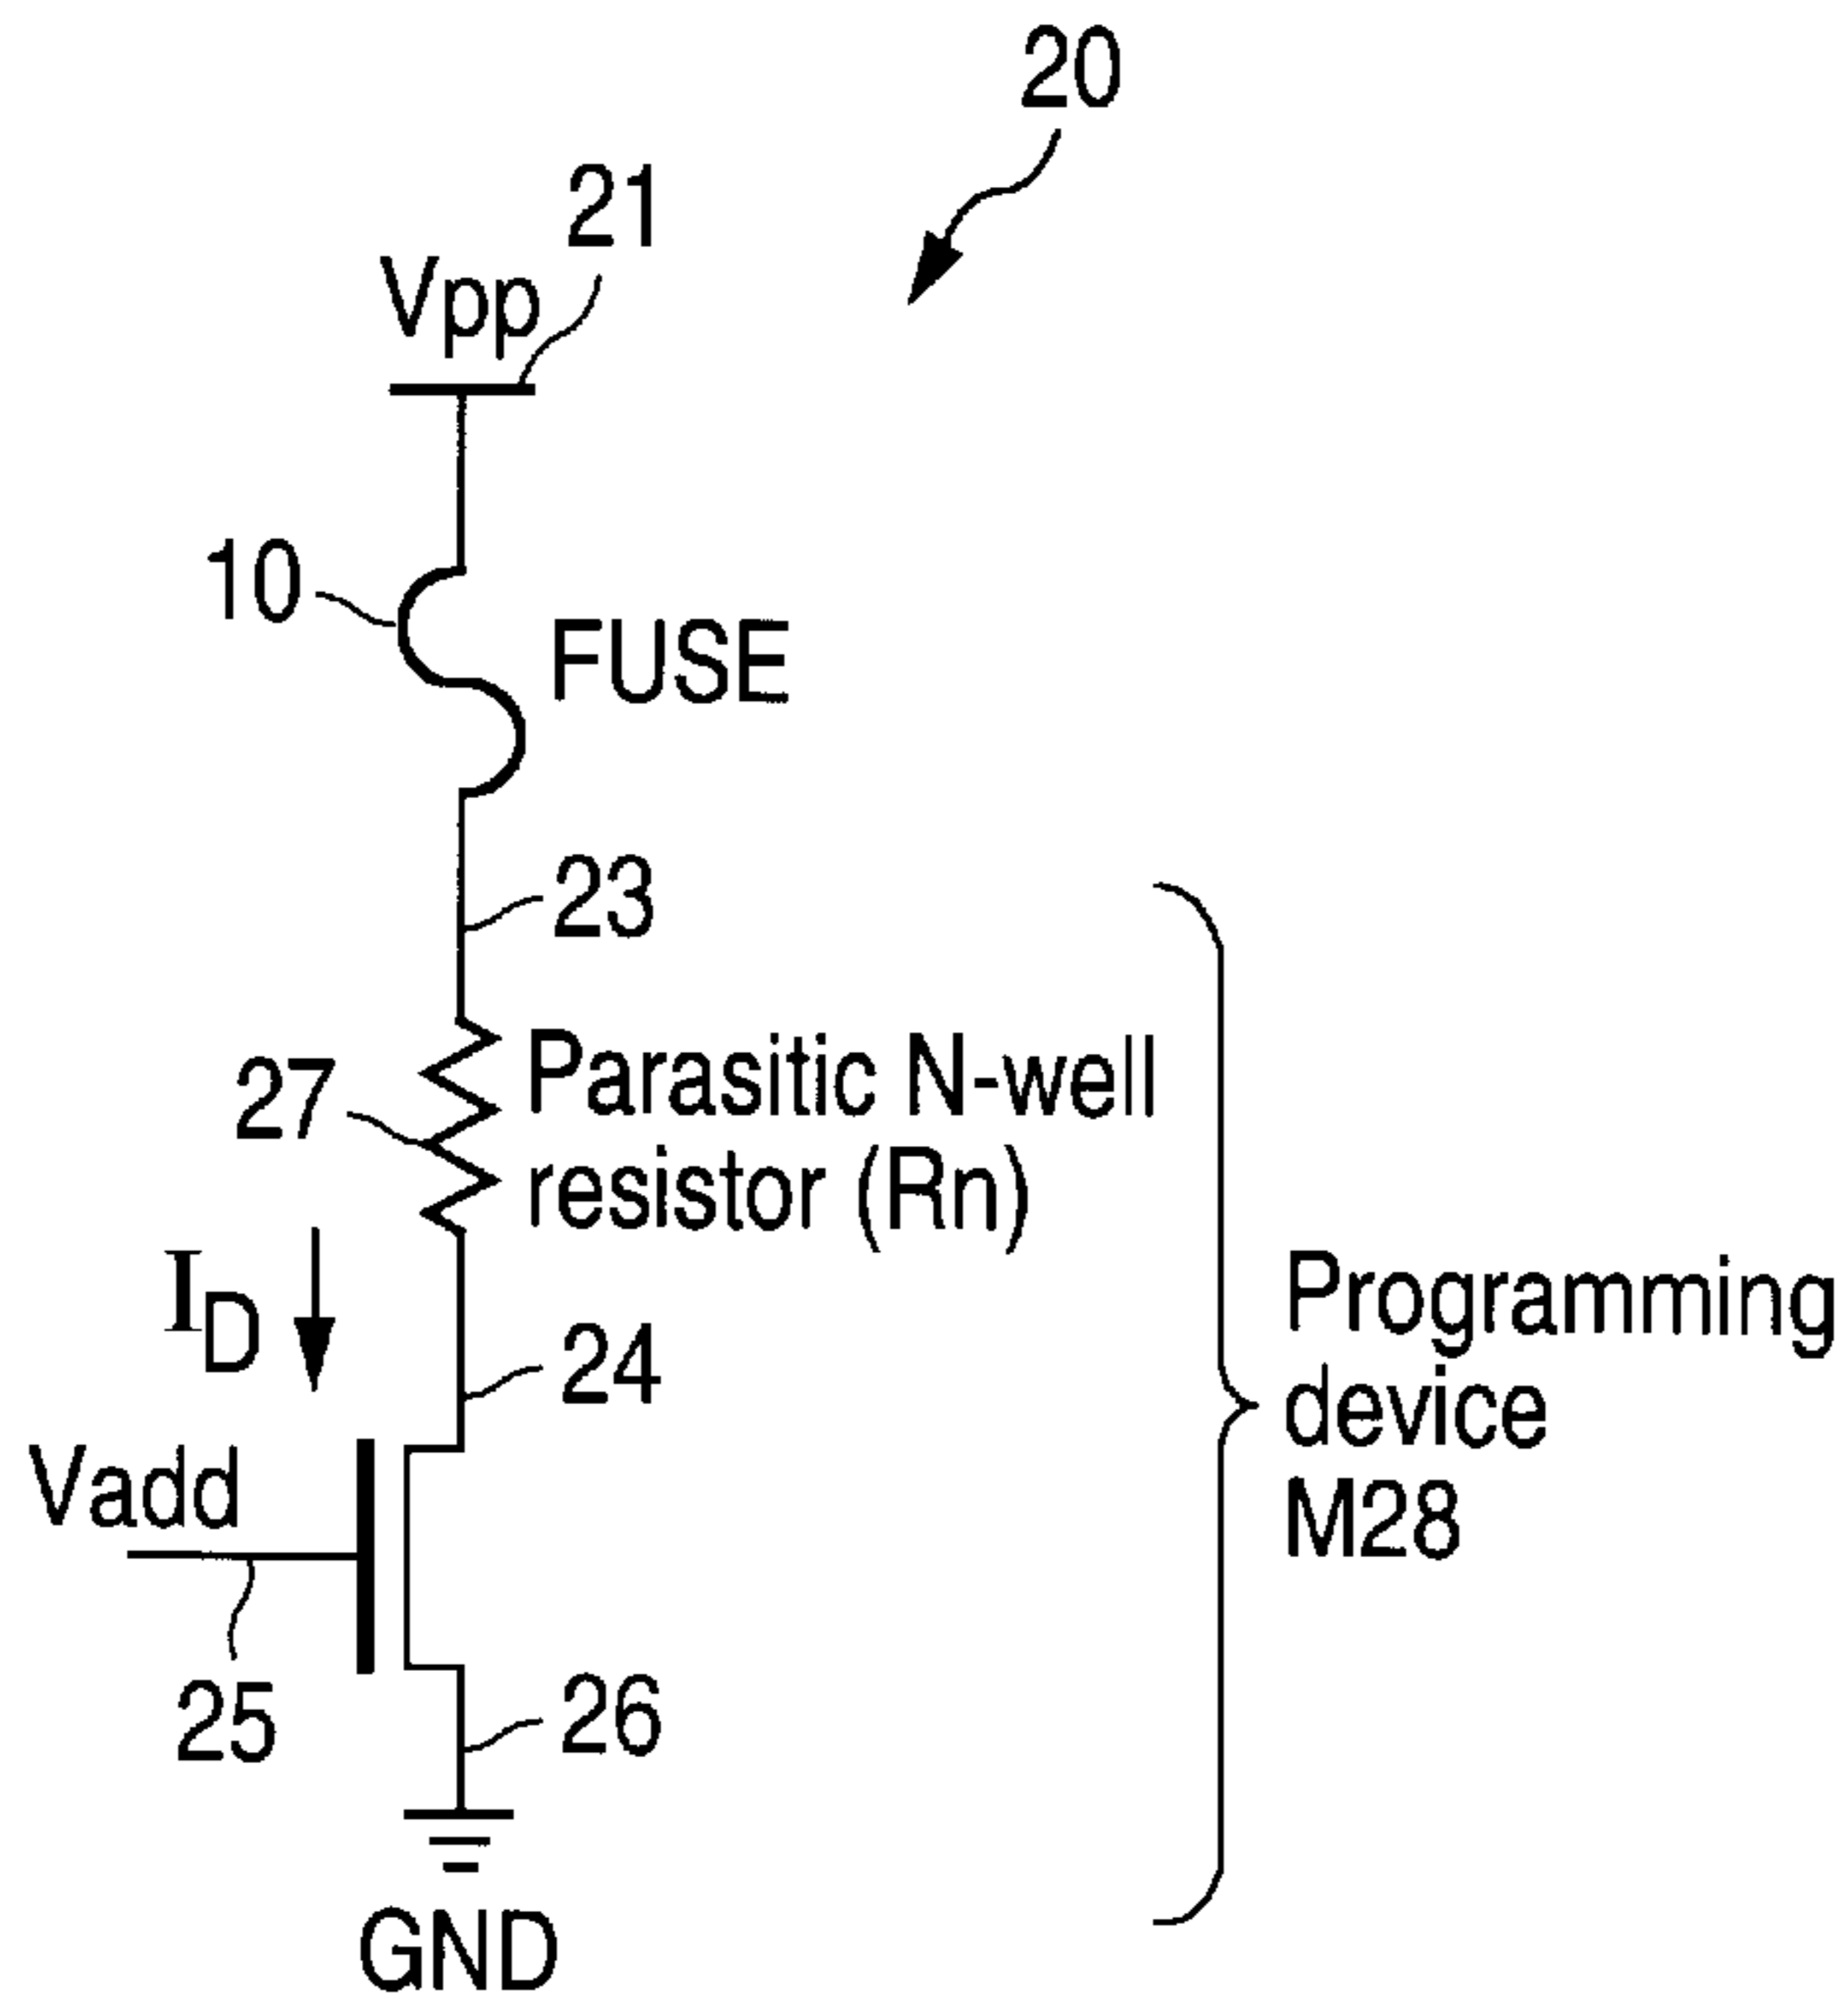 20
21
Vpp
10
FUSE
23
27
Parasitic N-well
resistor (Rn)
ID
24
Programming
device
M28
Vadd
25
26
GND